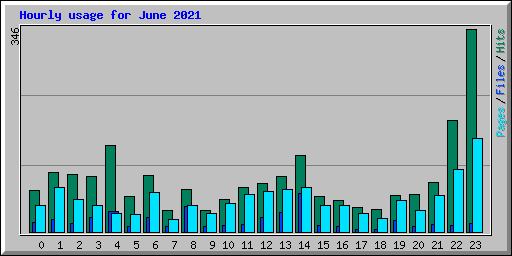 Hourly usage for June 2021
346
Pages/Files/Hits
0 1 2 3 4 5 6 7 8 9 10 11 12 13 14 15 16 17 18 19 20 21 22 23